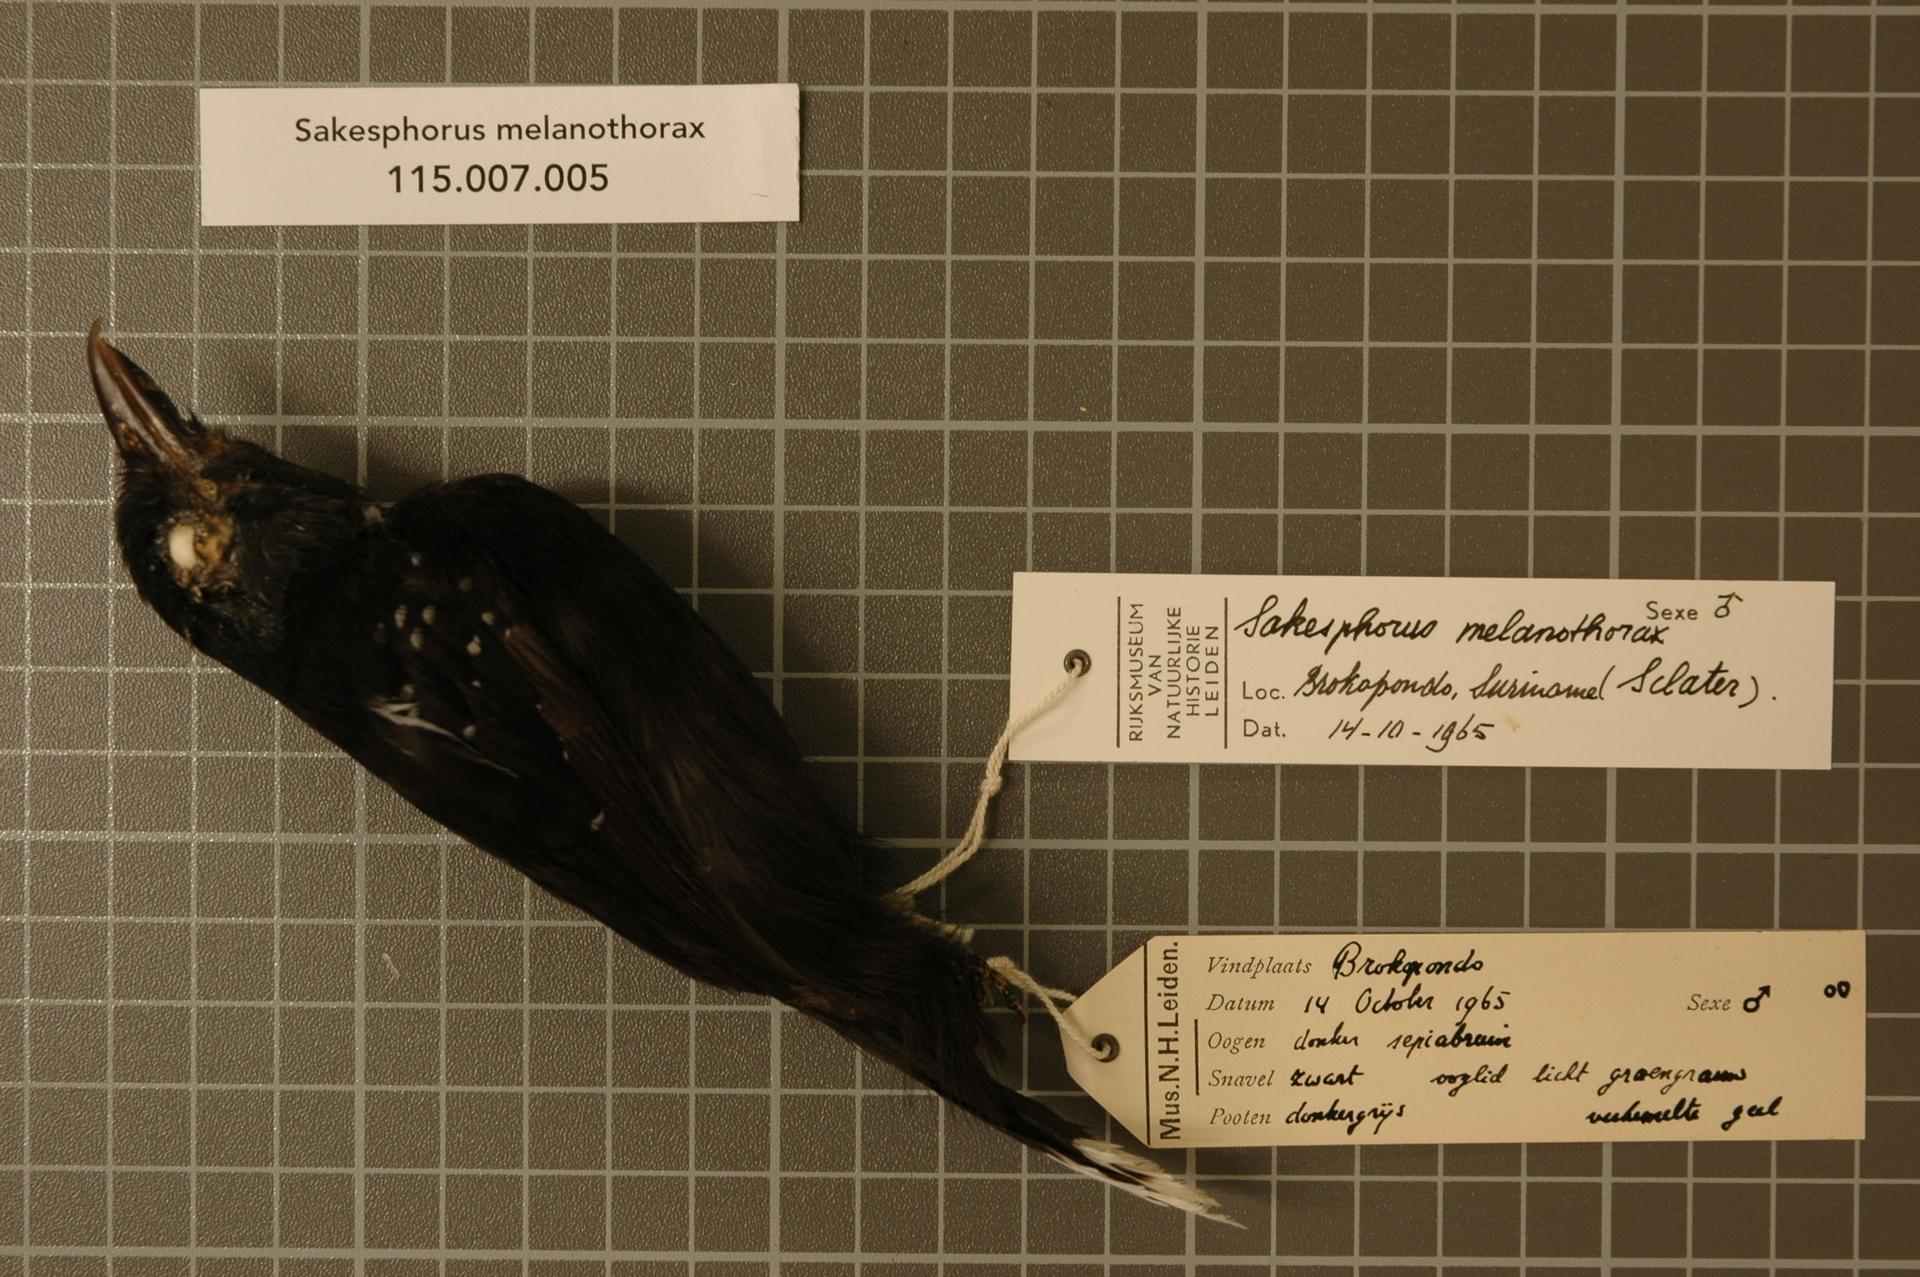 Sakesphorus melanothorax
115.007.005
RIJKSMUSEUM
VAN
NATUURLIJKE
HISTORIE
LEIDEN
Sexe ♂
Sakesphorus melanothorax
Loc. Brokopondo, Suriname (Sclater).
Dat. 14-10-1965
Mus.N.H.Leiden.
Vindplaats Brokopondo
Datum 14 October 1965 Sexe ♂
Oogen donker sepiabruin
Snavel zwart ooglid licht groengrauw
Pooten donkergrijs verhemelte geel